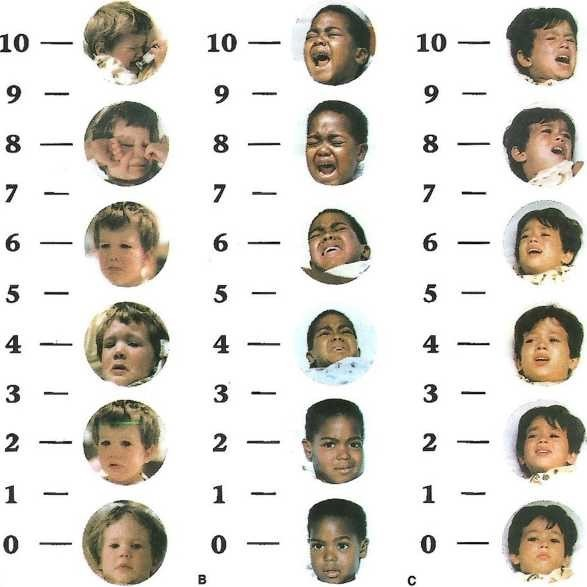 10 — 10 — 10 —
9 — 9 — 9 —
8 — 8 — 8 —
7 — 7 — 7 —
6 — 6 — 6 —
5 — 5 — 5 —
4 — 4 — 4 —
3 — 3 — 3 —
2 — 2 — 2 —
1 — 1 — 1 —
0 — 0 — 0 —
B C